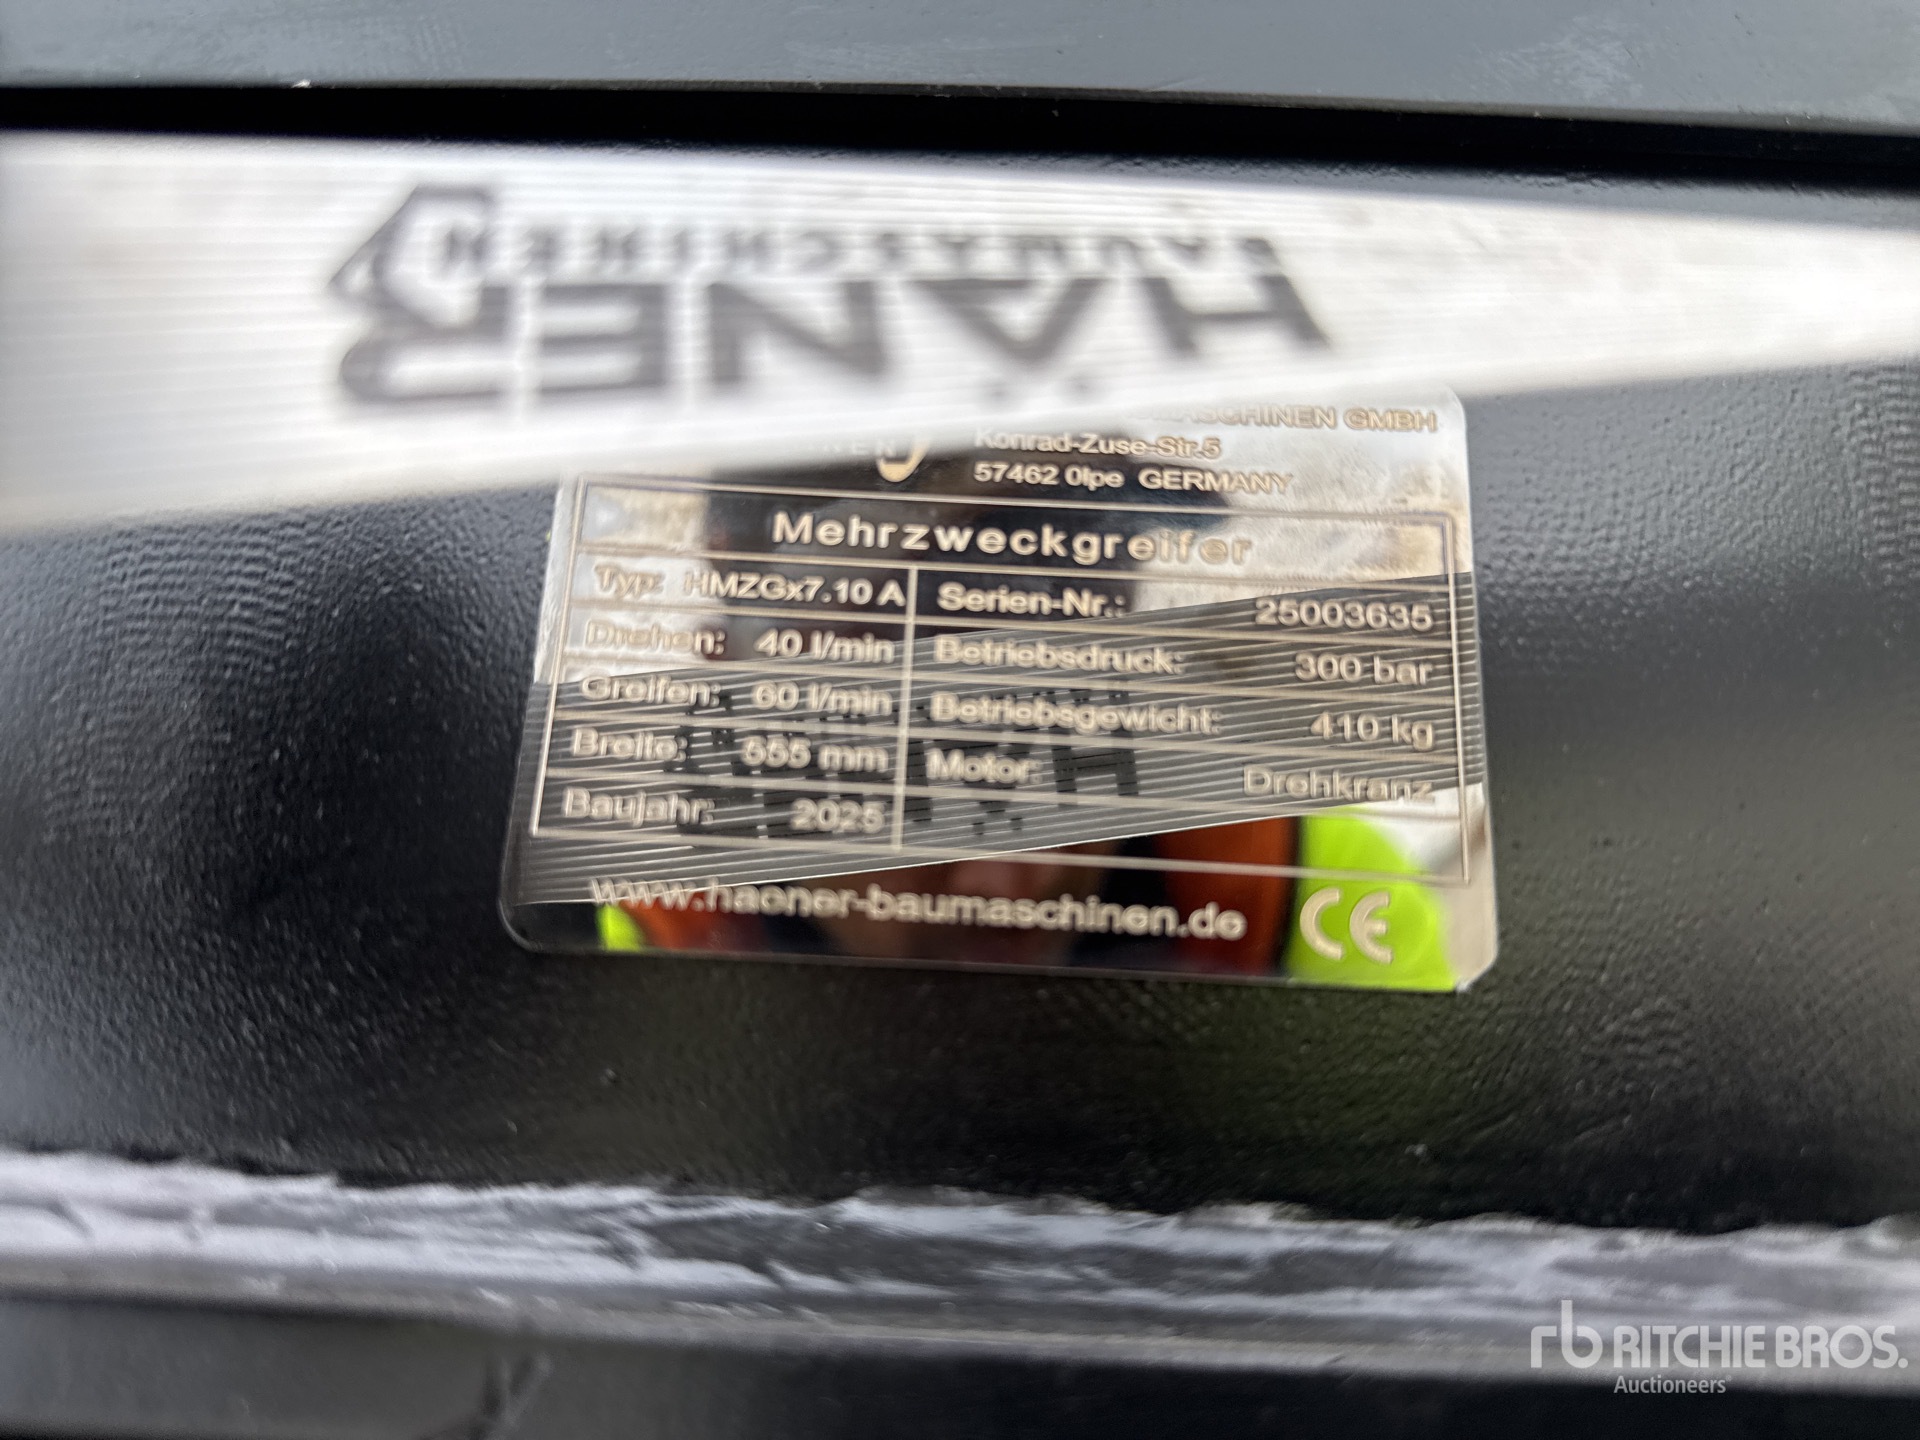 HÄNER
BAUMASCHINEN
BAUMASCHINEN GMBH
Konrad-Zuse-Str.5
57462 Olpe GERMANY
Mehrzweckgreifer
Typ: HMZGx7.10 A Serien-Nr.: 25003635
Drehen: 40 l/min Betriebsdruck: 300 bar
Greifen: 60 l/min Betriebsgewicht: 410 kg
Breite: 555 mm Motor: Drehkranz
Baujahr: 2025
www.haener-baumaschinen.de CE
rb RITCHIE BROS.
Auctioneers